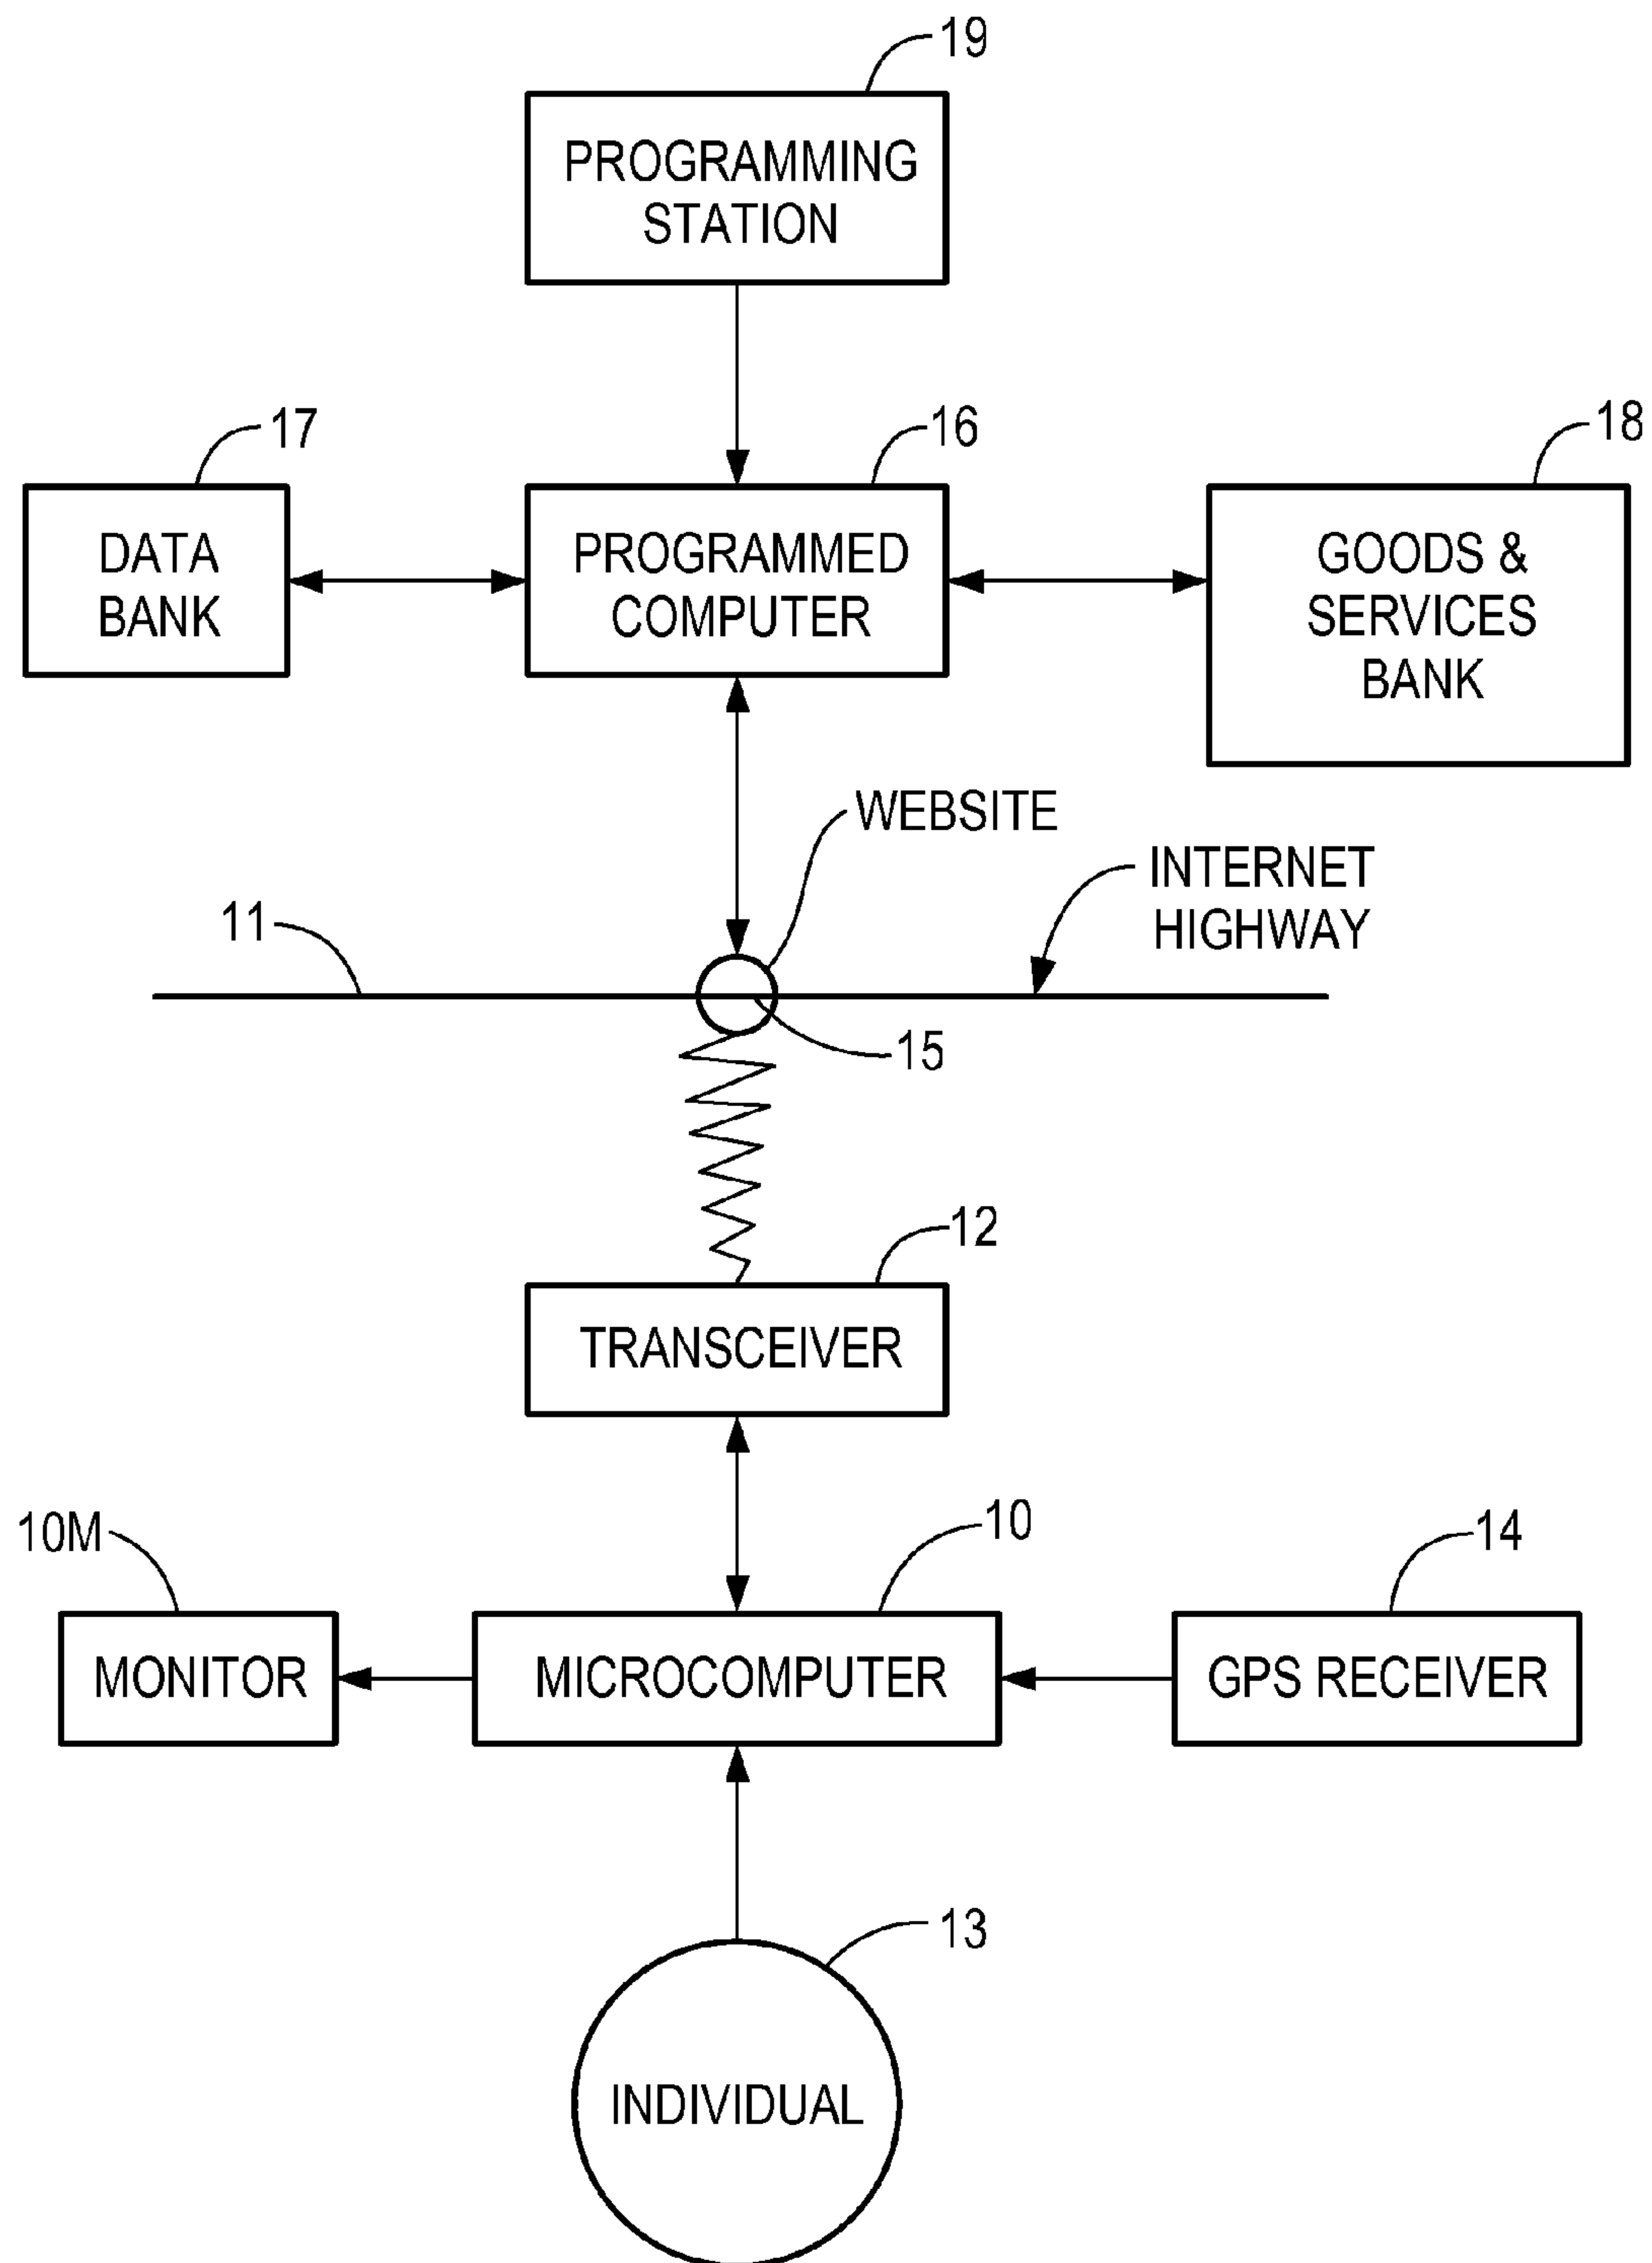 19
PROGRAMMING
STATION
17
16
18
DATA
BANK
PROGRAMMED
COMPUTER
GOODS &
SERVICES
BANK
WEBSITE
INTERNET
HIGHWAY
11
15
12
TRANSCEIVER
10M
10
14
MONITOR
MICROCOMPUTER
GPS RECEIVER
13
INDIVIDUAL